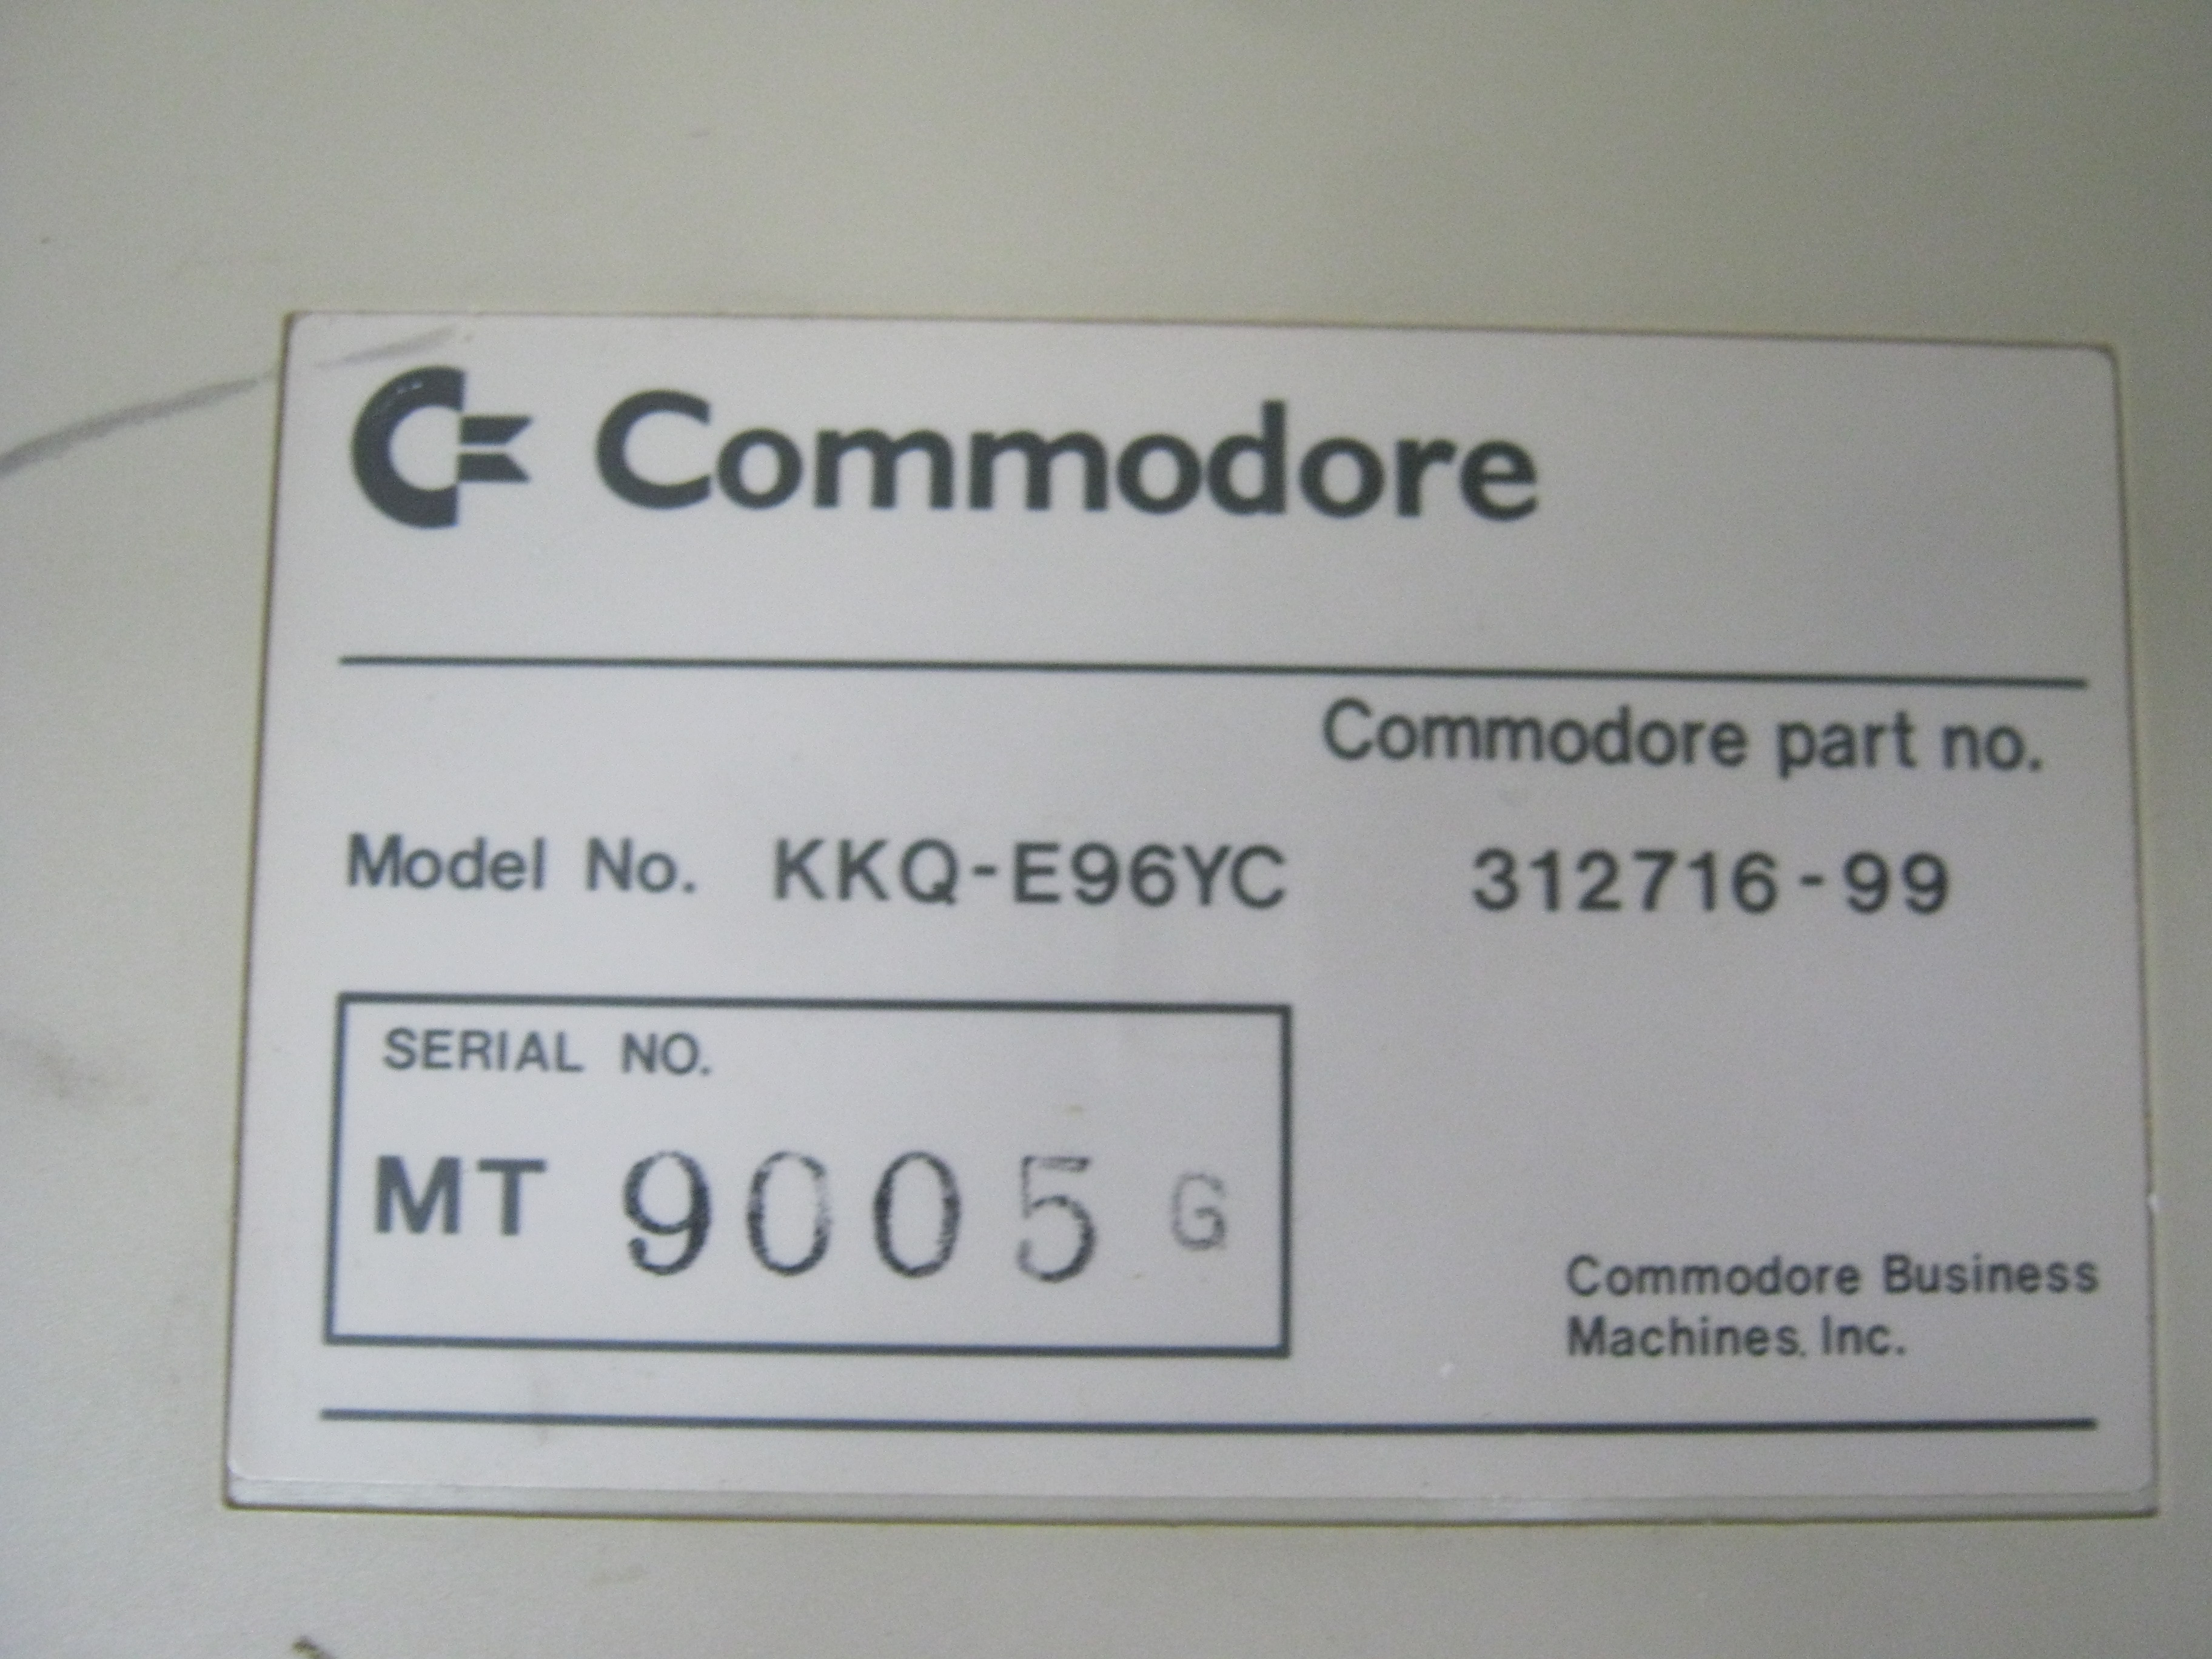 Commodore
Commodore part no.
Model No. KKQ-E96YC 312716-99
SERIAL NO.
MT 9005 G
Commodore Business
Machines, Inc.